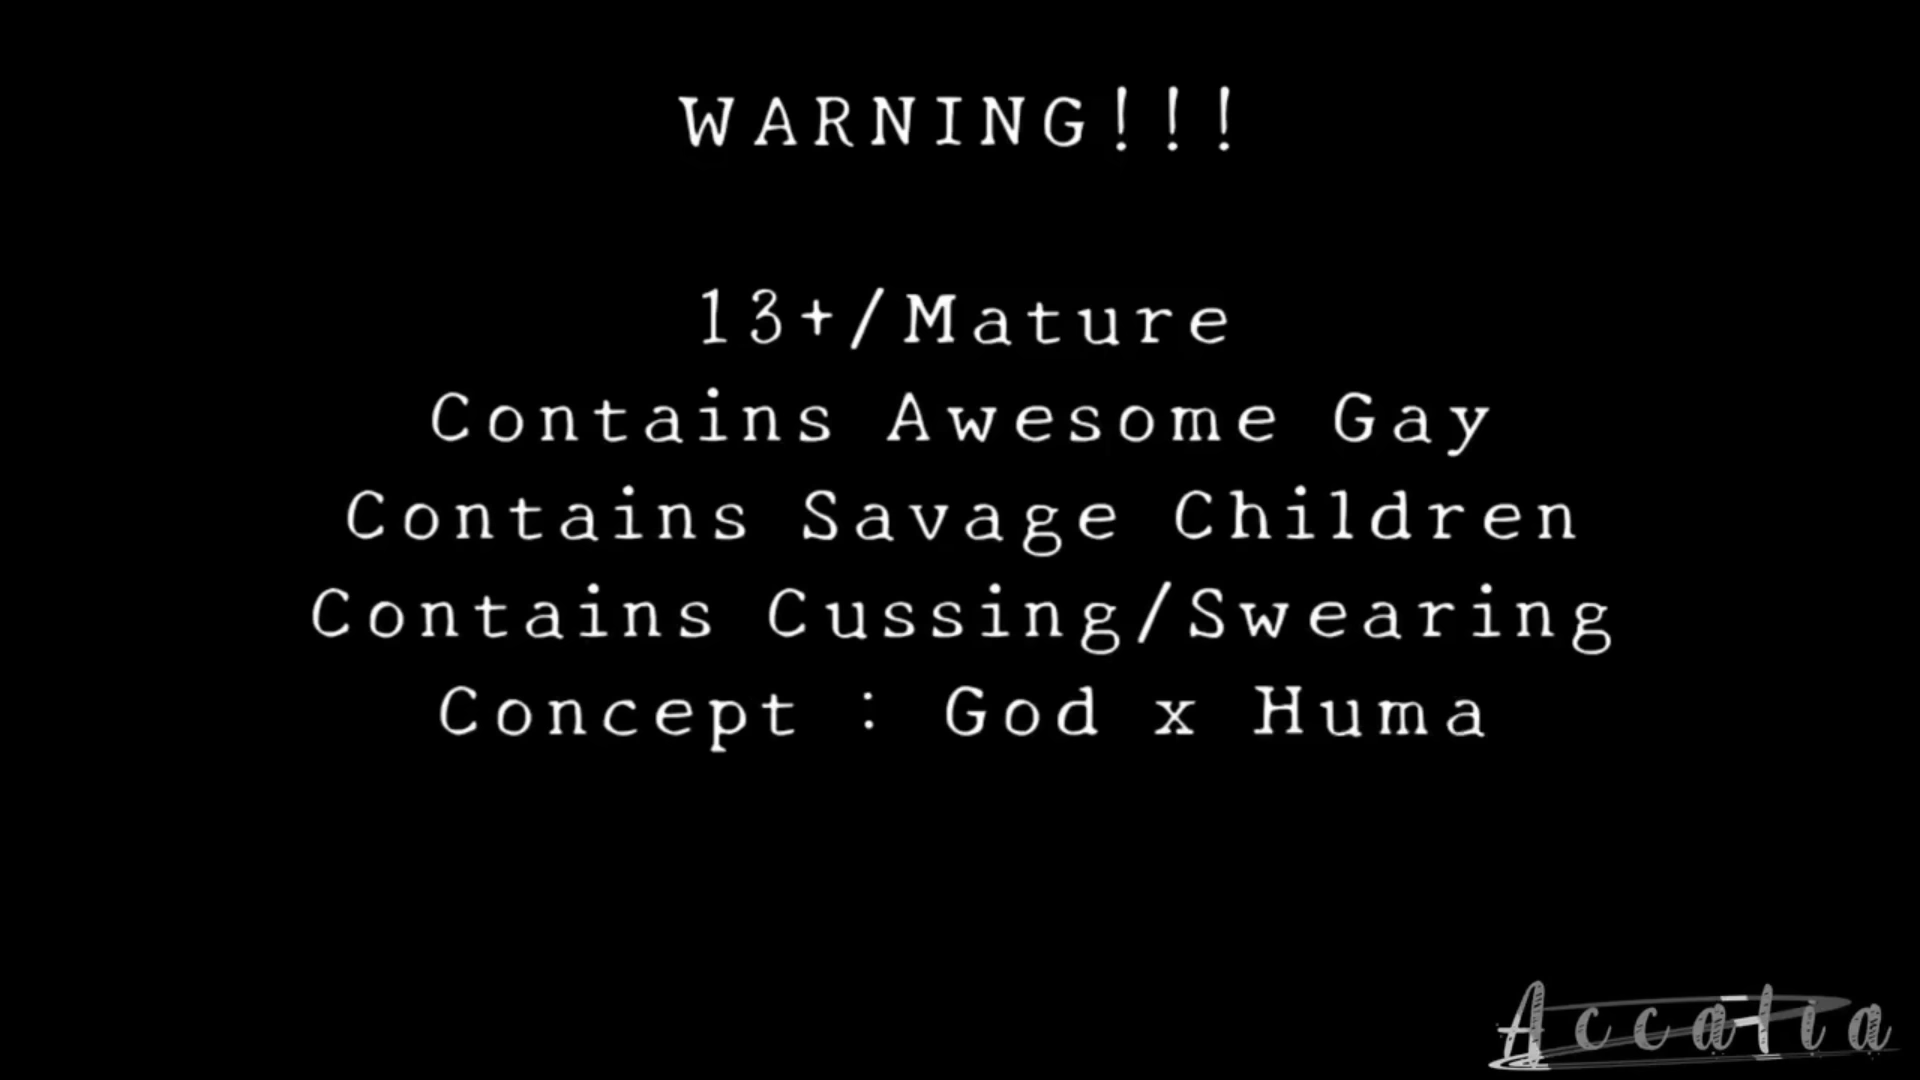 WARNING!!!
13+/Mature
Contains Awesome Gay
Contains Savage Children
Contains Cussing/Swearing
Concept : God x Huma
Accalia